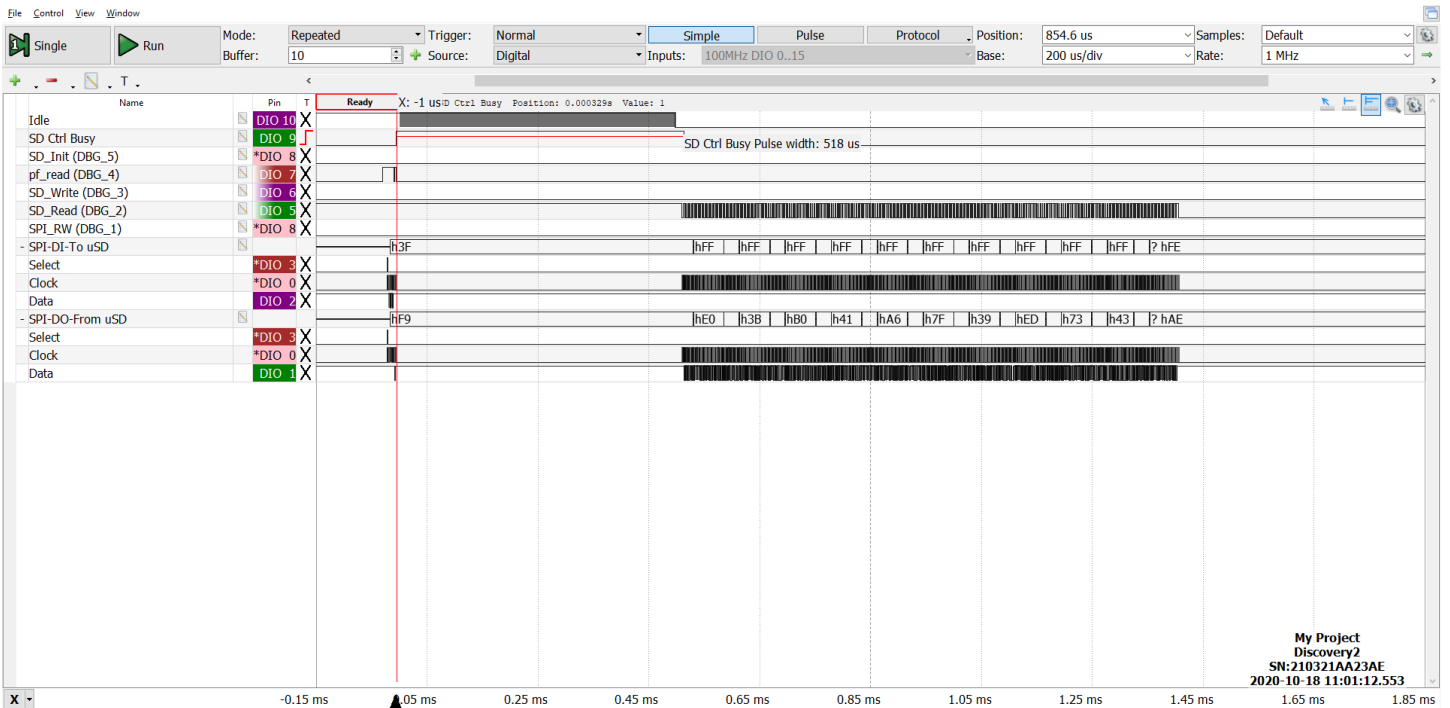 File Control View Window
Single Run Mode: Repeated Trigger: Normal Simple Pulse Protocol Position: 854.6 us Samples: Default
Buffer: 10 Source: Digital Inputs: 100MHz DIO 0..15 Base: 200 us/div Rate: 1 MHz
T
Name Pin T Ready X: -1 us D Ctrl Busy Position: 0.000329s Value: 1
Idle DIO 10 X
SD Ctrl Busy DIO 9 SD Ctrl Busy Pulse width: 518 us
SD_Init (DBG_5) *DIO 8 X
pf_read (DBG_4) DIO 7 X
SD_Write (DBG_3) DIO 6 X
SD_Read (DBG_2) DIO 5 X
SPI_RW (DBG_1) *DIO 8 X
- SPI-DI-To uSD h3F hFF hFF hFF hFF hFF hFF hFF hFF hFF hFF ? hFE
Select *DIO 3 X
Clock *DIO 0 X
Data DIO 2 X
- SPI-DO-From uSD hF9 hE0 h3B hB0 h41 hA6 h7F h39 hED h73 h43 ? hAE
Select *DIO 3 X
Clock *DIO 0 X
Data DIO 1 X
My Project
Discovery2
SN:210321AA23AE
2020-10-18 11:01:12.553
X -0.15 ms .05 ms 0.25 ms 0.45 ms 0.65 ms 0.85 ms 1.05 ms 1.25 ms 1.45 ms 1.65 ms 1.85 ms